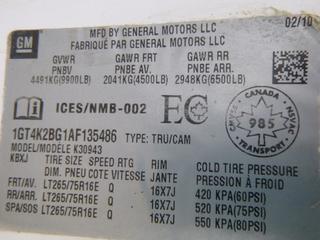 GM
MFD BY GENERAL MOTORS LLC
02/10
FABRIQUÉ PAR GENERAL MOTORS LLC
GVWR GAWR FRT GAWR RR
PNBV PNBE AV. PNBE ARR
4491KG(9900LB) 2041KG(4500LB) 2948KG(6500LB)
ICES/NMB-002 EC
CANADA
CMVSS NSVAC
985
TRANSPORT
1GT4K2BG1AF135486 TYPE: TRU/CAM
MODEL/MODÈLE K30943
KBXJ TIRE SIZE SPEED RTG RIM COLD TIRE PRESSURE
DIM. PNEU COTE VITESSE JANTE PRESSION À FROID
FRT/AV. LT265/75R16E Q 16X7J 420 KPA(60PSI)
RR/ARR. LT265/75R16E Q 16X7J 520 KPA(75PSI)
SPA/SOS LT265/75R16E Q 16X7J 550 KPA(80PSI)